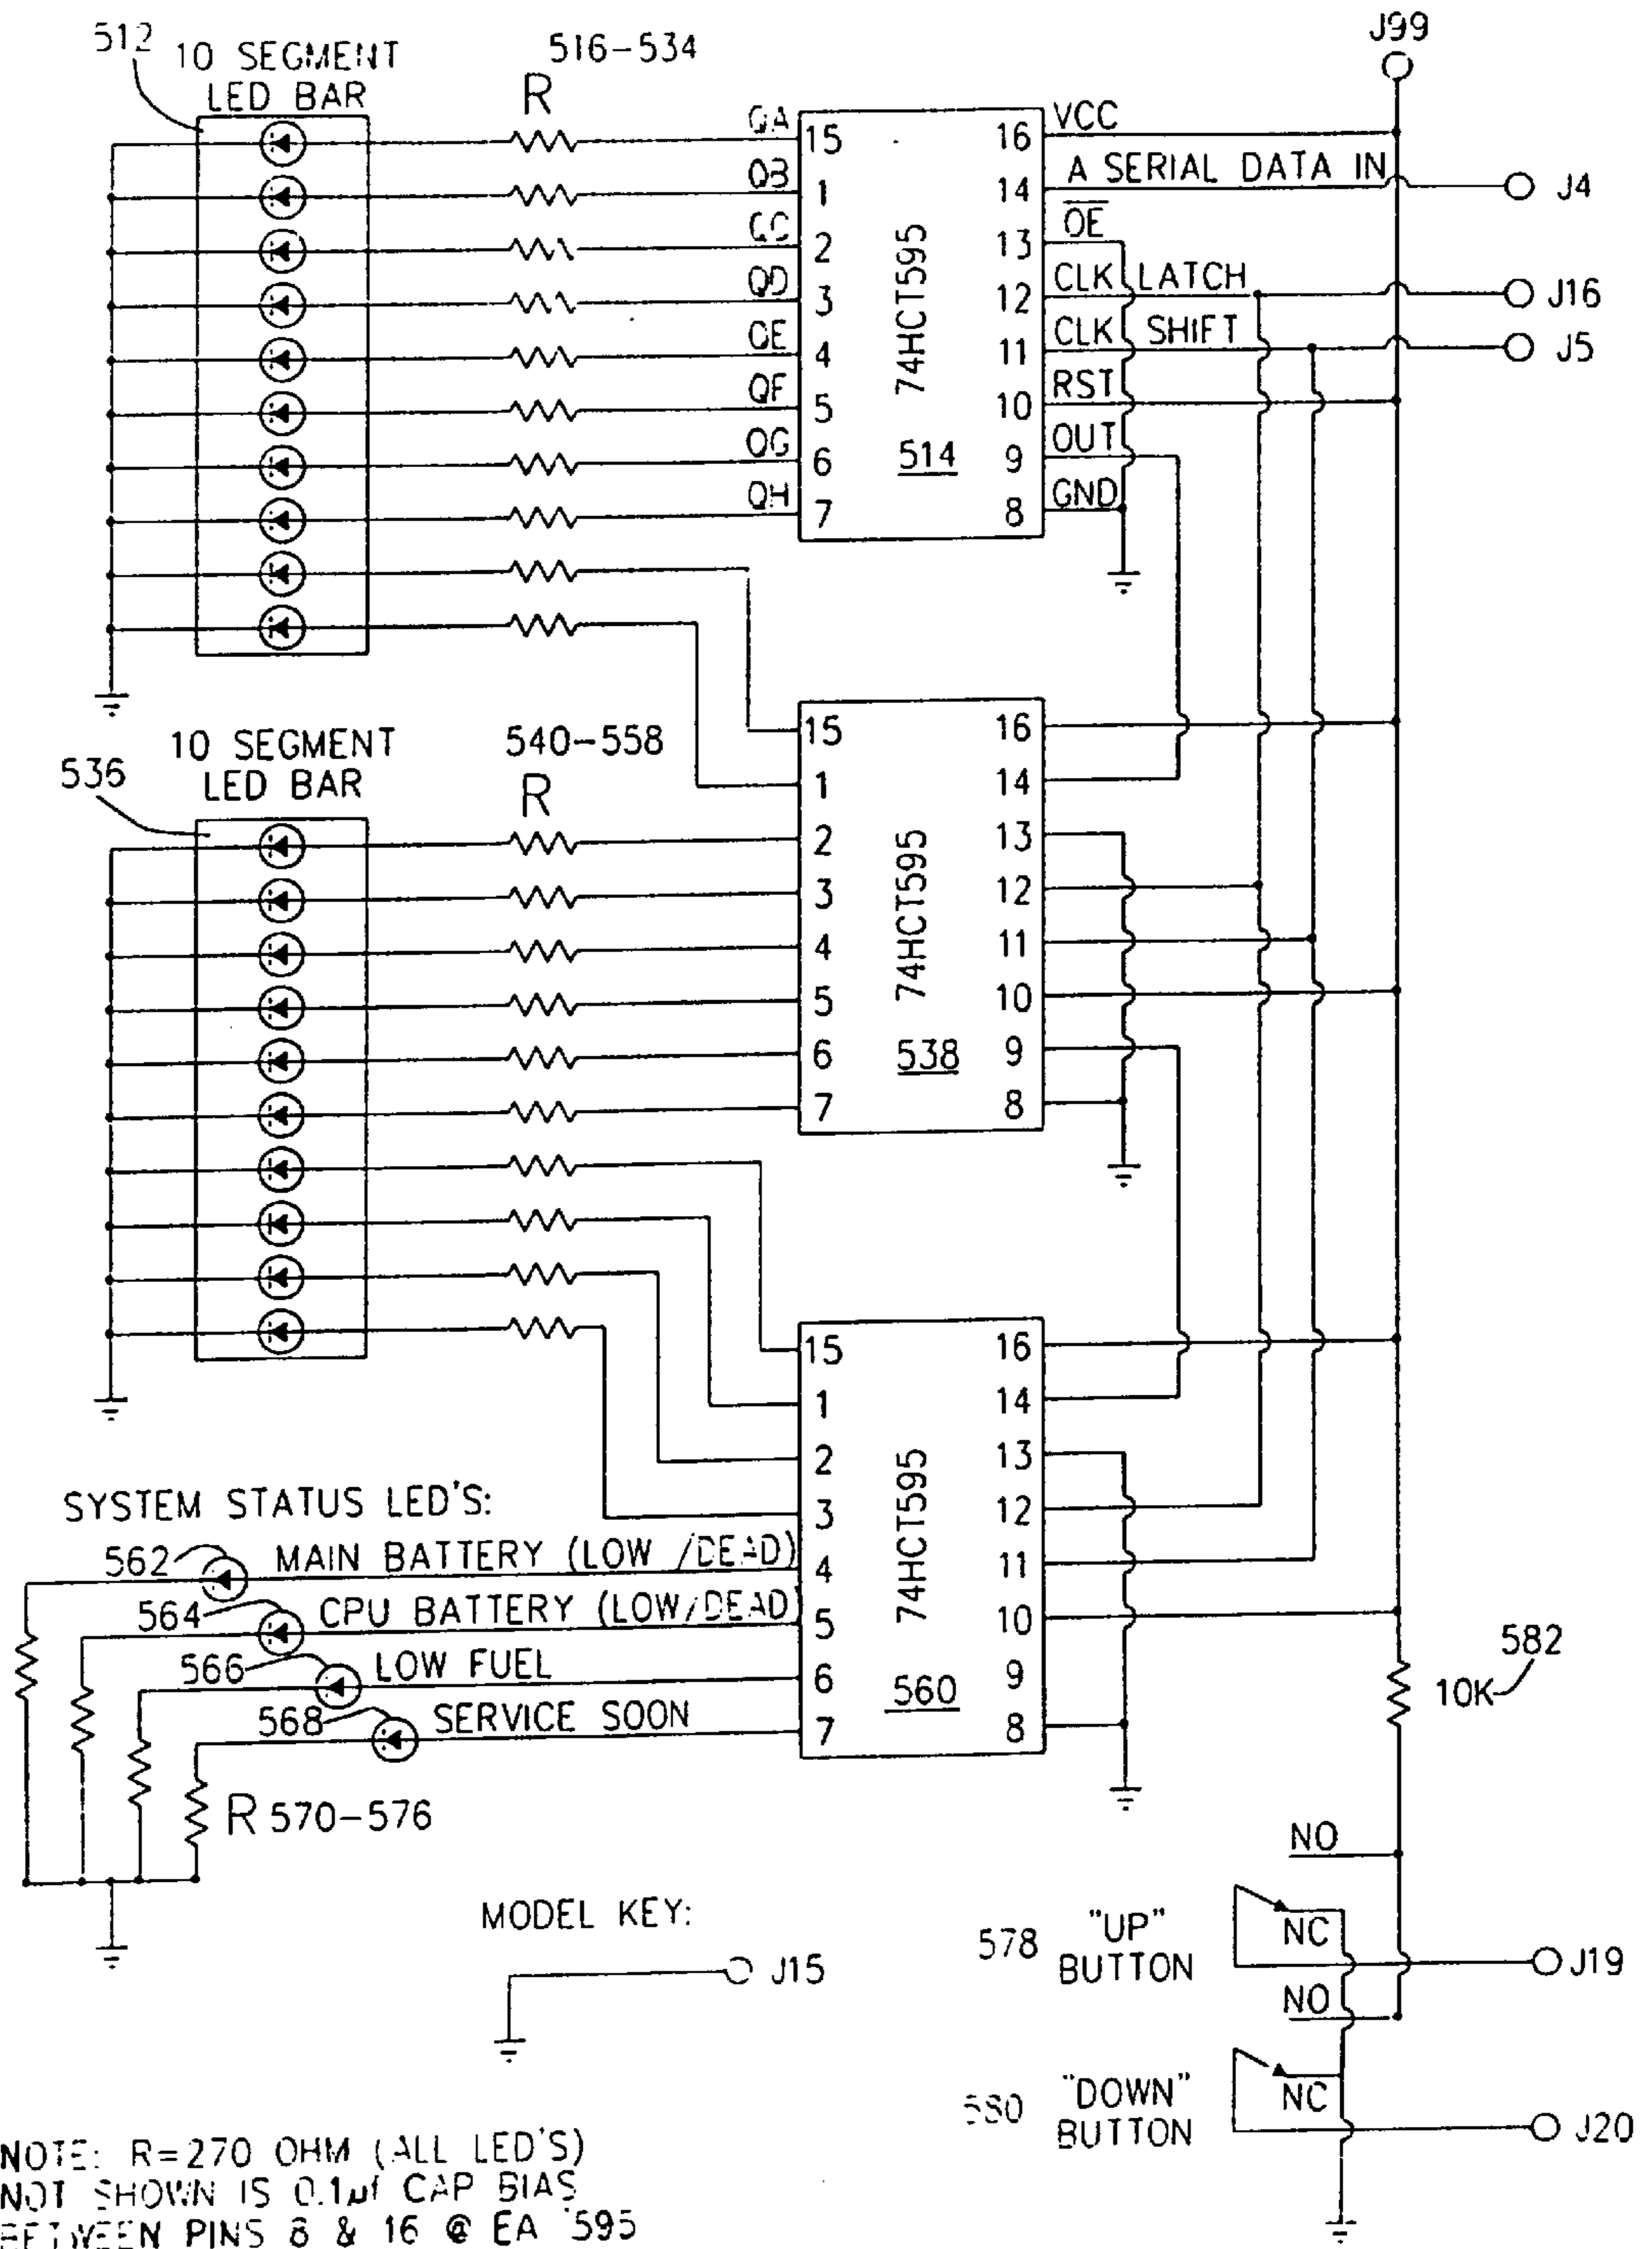 512
10 SEGMENT
LED BAR
516-534
R
J99
QA
QB
QC
QD
QE
QF
QG
QH
15
1
2
3
4
5
6
7
74HCT595
514
16
14
13
12
11
10
9
8
VCC
A SERIAL DATA IN
OE
CLK LATCH
CLK SHIFT
RST
OUT
GND
J4
J16
J5
536
10 SEGMENT
LED BAR
540-558
R
15
1
2
3
4
5
6
7
74HCT595
538
16
14
13
12
11
10
9
8
15
1
2
3
4
5
6
7
74HCT595
560
16
14
13
12
11
10
9
8
SYSTEM STATUS LED'S:
562 MAIN BATTERY (LOW /DEAD)
564 CPU BATTERY (LOW/DEAD)
566 LOW FUEL
568 SERVICE SOON
R 570-576
582
10K
MODEL KEY:
J15
NO
578 "UP"
BUTTON
NC
J19
NO
580 "DOWN"
BUTTON
NC
J20
NOTE: R=270 OHM (ALL LED'S)
NOT SHOWN IS 0.1µf CAP BIAS
BETWEEN PINS 8 & 16 @ EA '595